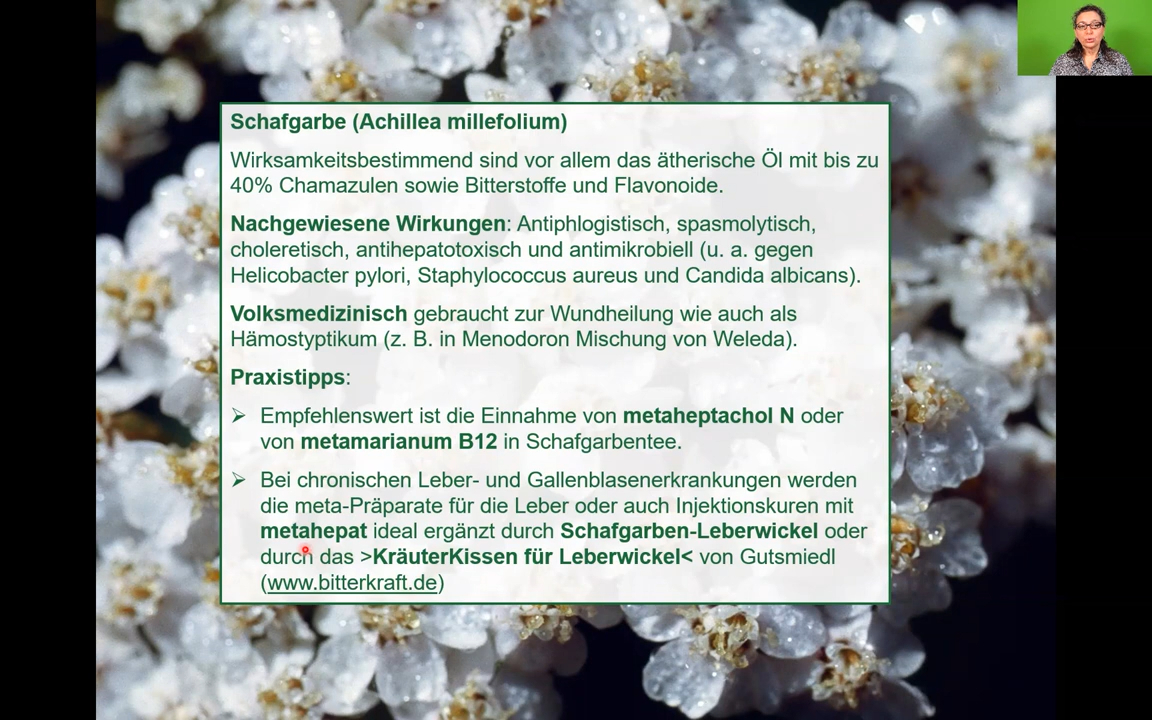 Schafgarbe (Achillea millefolium)
Wirksamkeitsbestimmend sind vor allem das ätherische Öl mit bis zu
40% Chamazulen sowie Bitterstoffe und Flavonoide.
Nachgewiesene Wirkungen: Antiphlogistisch, spasmolytisch,
choleretisch, antihepatotoxisch und antimikrobiell (u. a. gegen
Helicobacter pylori, Staphylococcus aureus und Candida albicans).
Volksmedizinisch gebraucht zur Wundheilung wie auch als
Hämostyptikum (z. B. in Menodoron Mischung von Weleda).
Praxistipps:
➢ Empfehlenswert ist die Einnahme von metaheptachol N oder
von metamarianum B12 in Schafgarbentee.
➢ Bei chronischen Leber- und Gallenblasenerkrankungen werden
die meta-Präparate für die Leber oder auch Injektionskuren mit
metahepat ideal ergänzt durch Schafgarben-Leberwickel oder
durch das >KräuterKissen für Leberwickel< von Gutsmiedl
(www.bitterkraft.de)